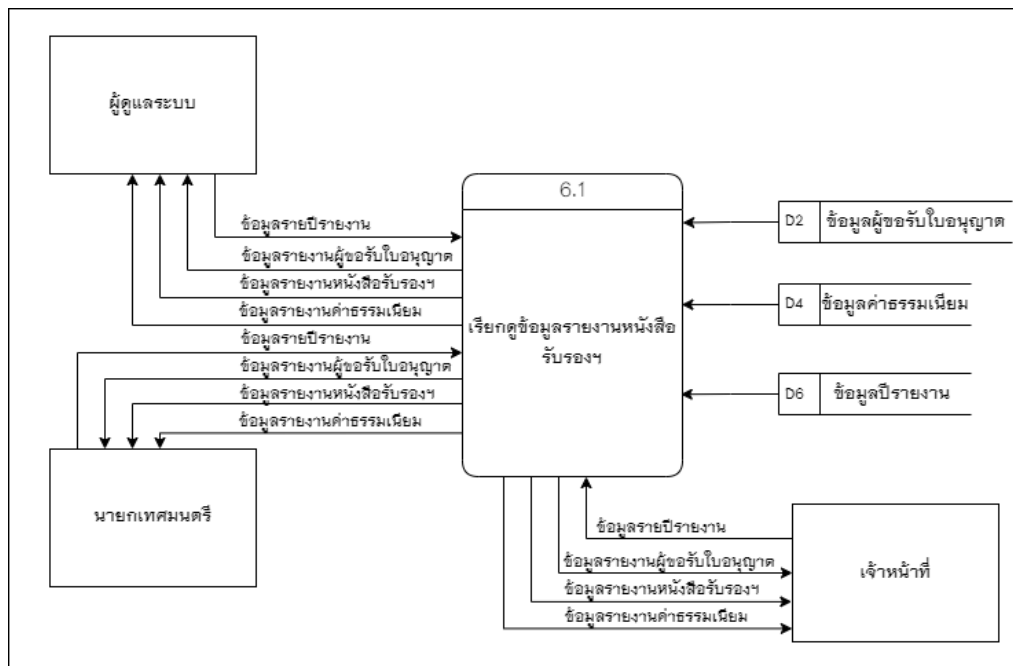 ผู้ดูแลระบบ
6.1
D2 ข้อมูลผู้ขอรับใบอนุญาต
ข้อมูลรายปีรายงาน
ข้อมูลรายงานผู้ขอรับใบอนุญาต
ข้อมูลรายงานหนังสือรับรองฯ
ข้อมูลรายงานค่าธรรมเนียม
D4 ข้อมูลค่าธรรมเนียม
เรียกดูข้อมูลรายงานหนังสือ
รับรองฯ
ข้อมูลรายปีรายงาน
ข้อมูลรายงานผู้ขอรับใบอนุญาต
ข้อมูลรายงานหนังสือรับรองฯ
ข้อมูลรายงานค่าธรรมเนียม
D6 ข้อมูลปีรายงาน
นายกเทศมนตรี
ข้อมูลรายปีรายงาน
ข้อมูลรายงานผู้ขอรับใบอนุญาต
ข้อมูลรายงานหนังสือรับรองฯ
ข้อมูลรายงานค่าธรรมเนียม
เจ้าหน้าที่